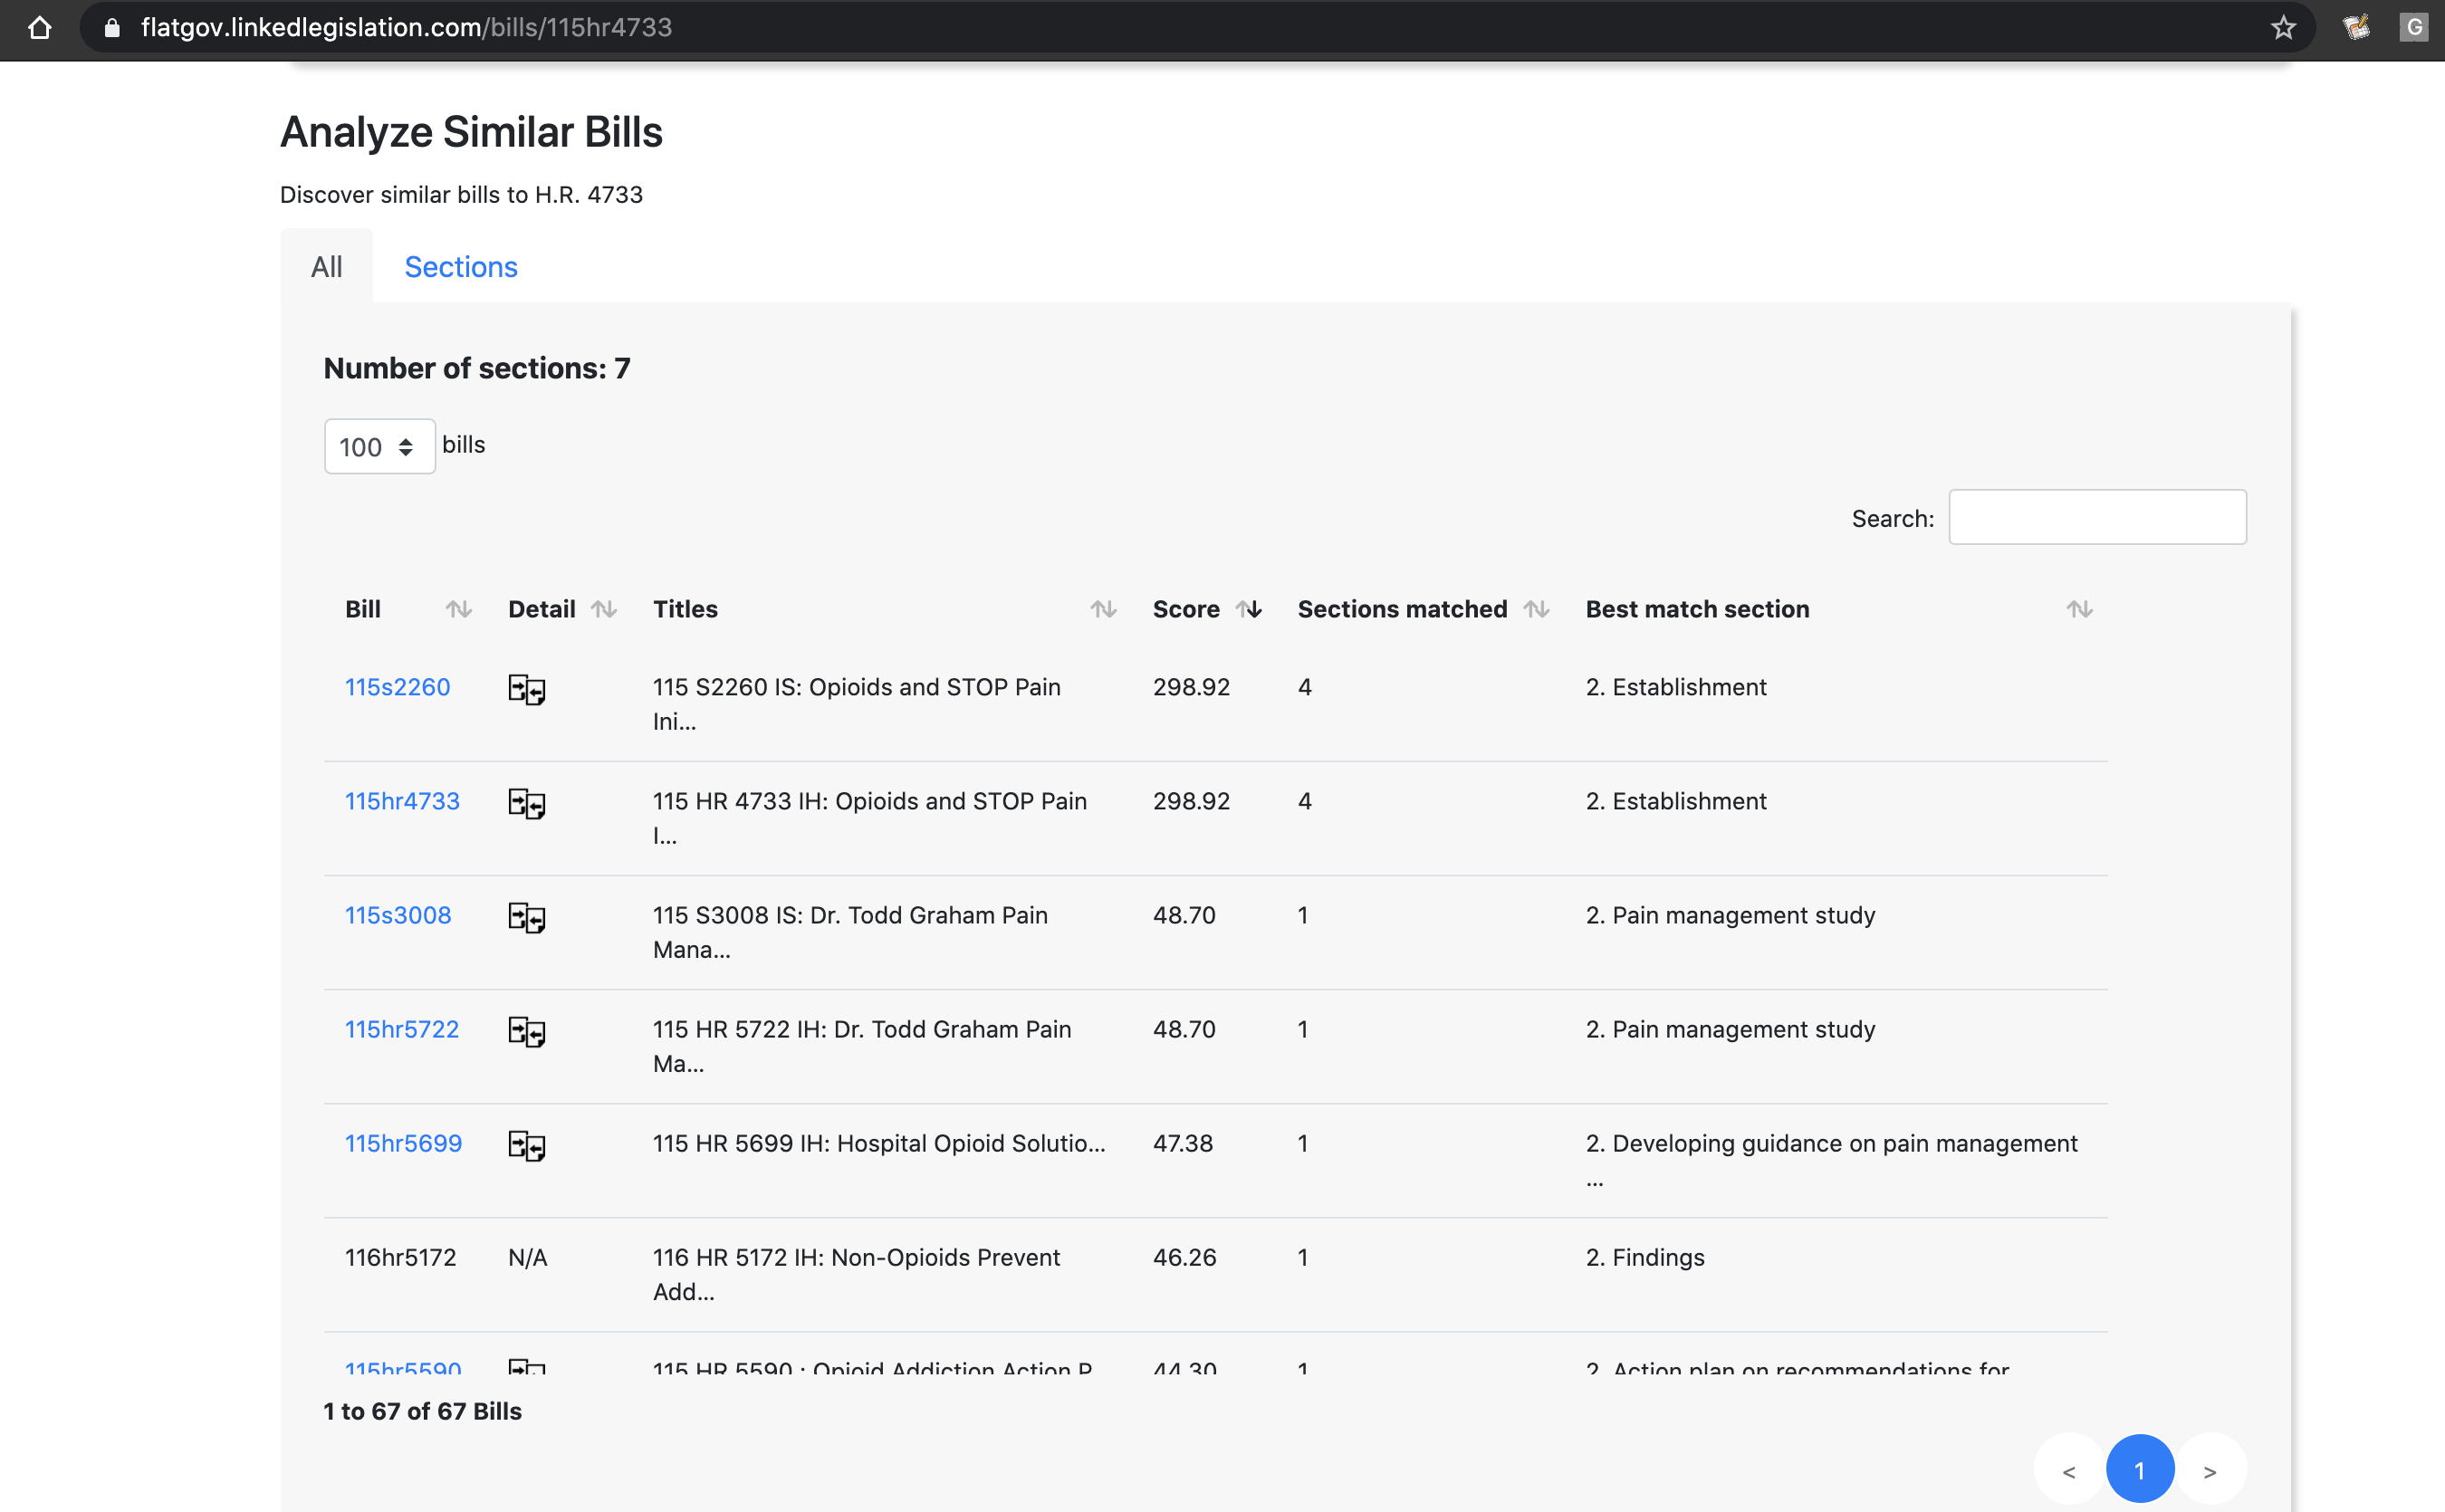 flatgov.linkedlegislation.com/bills/115hr4733
G
Analyze Similar Bills
Discover similar bills to H.R. 4733
All Sections
Number of sections: 7
100 bills
Search:
Bill Detail Titles Score Sections matched Best match section
115s2260 115 S2260 IS: Opioids and STOP Pain 298.92 4 2. Establishment
Ini...
115hr4733 115 HR 4733 IH: Opioids and STOP Pain 298.92 4 2. Establishment
I...
115s3008 115 S3008 IS: Dr. Todd Graham Pain 48.70 1 2. Pain management study
Mana...
115hr5722 115 HR 5722 IH: Dr. Todd Graham Pain 48.70 1 2. Pain management study
Ma...
115hr5699 115 HR 5699 IH: Hospital Opioid Solutio... 47.38 1 2. Developing guidance on pain management
...
116hr5172 N/A 116 HR 5172 IH: Non-Opioids Prevent 46.26 1 2. Findings
Add...
115hr5590 115 HR 5590 : Opioid Addiction Action P 44.30 1 2. Action plan on recommendations for
1 to 67 of 67 Bills
< 1 >